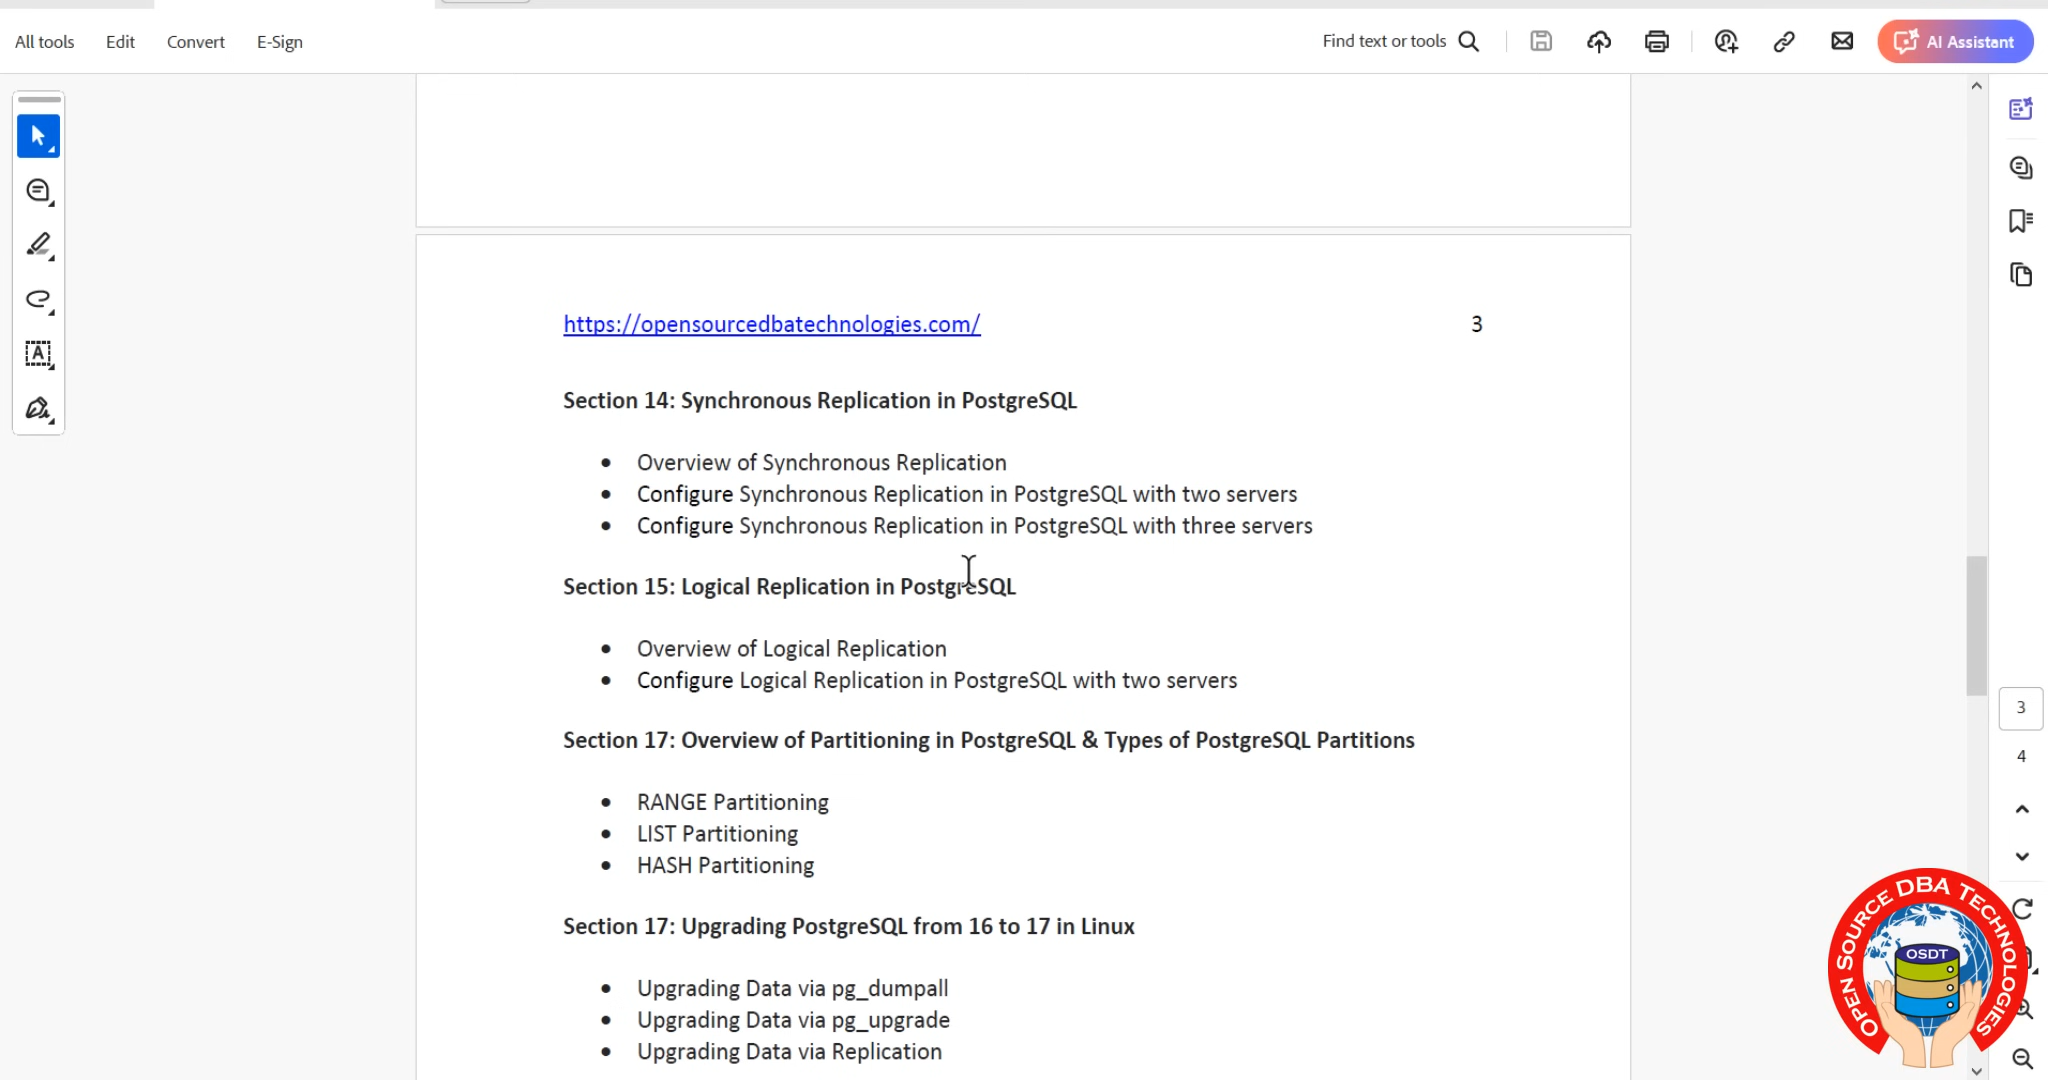 All tools Edit Convert E-Sign Find text or tools AI Assistant
https://opensourcedbatechnologies.com/ 3
Section 14: Synchronous Replication in PostgreSQL
• Overview of Synchronous Replication
• Configure Synchronous Replication in PostgreSQL with two servers
• Configure Synchronous Replication in PostgreSQL with three servers
Section 15: Logical Replication in PostgreSQL
• Overview of Logical Replication
• Configure Logical Replication in PostgreSQL with two servers
Section 17: Overview of Partitioning in PostgreSQL & Types of PostgreSQL Partitions
• RANGE Partitioning
• LIST Partitioning
• HASH Partitioning
Section 17: Upgrading PostgreSQL from 16 to 17 in Linux
• Upgrading Data via pg_dumpall
• Upgrading Data via pg_upgrade
• Upgrading Data via Replication
3
4
OPEN SOURCE DBA TECHNOLOGIES
OSDT